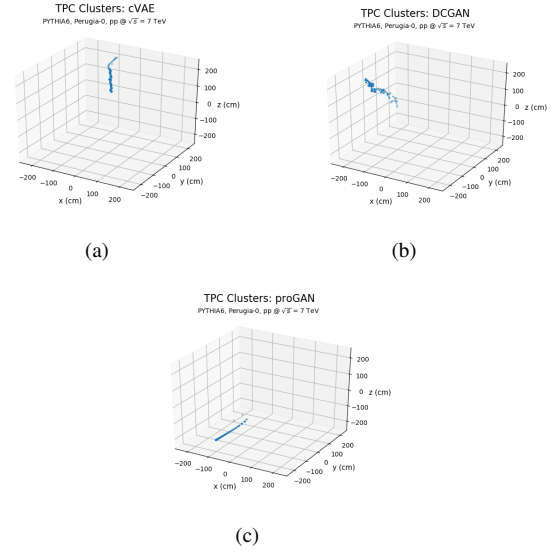 TPC Clusters: cVAE
PYTHIA6, Perugia-0, pp @ √s = 7 TeV
200
100
0 z (cm)
−100
−200
200
100
0 y (cm)
−100
−200
−200
−100
0
100
200
x (cm)
(a)
TPC Clusters: DCGAN
PYTHIA6, Perugia-0, pp @ √s = 7 TeV
200
100
0 z (cm)
−100
−200
200
100
0 y (cm)
−100
−200
−200
−100
0
100
200
x (cm)
(b)
TPC Clusters: proGAN
PYTHIA6, Perugia-0, pp @ √s = 7 TeV
200
100
0 z (cm)
−100
−200
200
100
0 y (cm)
−100
−200
−200
−100
0
100
200
x (cm)
(c)